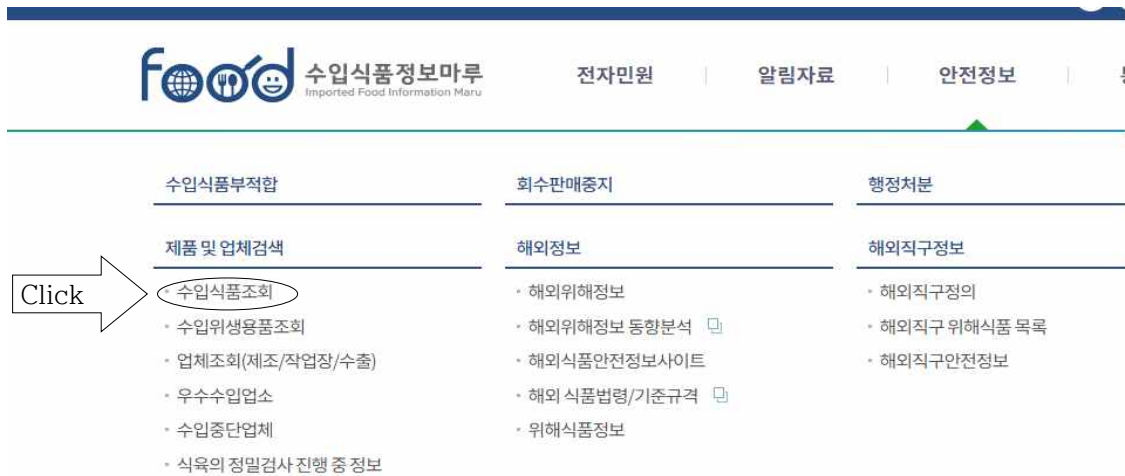 food 수입식품정보마루
Imported Food Information Maru
전자민원
알림자료
안전정보
수입식품부적합
회수판매중지
행정처분
제품 및 업체검색
해외정보
해외직구정보
Click
수입식품조회
해외위해정보
해외직구정의
수입위생용품조회
해외위해정보 동향분석
해외직구 위해식품 목록
업체조회(제조/작업장/수출)
해외식품안전정보사이트
해외직구안전정보
우수수입업소
해외 식품법령/기준규격
수입중단업체
위해식품정보
식육의 정밀검사 진행 중 정보